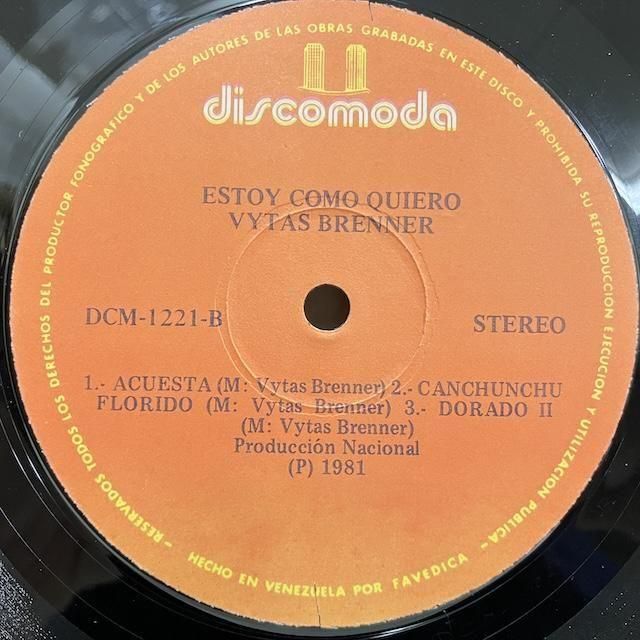 RESERVADOS TODOS LOS DERECHOS DEL PRODUCTOR FONOGRAFICO Y DE LOS AUTORES DE LAS OBRAS GRABADAS EN ESTE DISCO Y PROHIBIDA SU REPRODUCCION EJECUCION Y UTILIZACION PUBLICA
discomoda
ESTOY COMO QUIERO
VYTAS BRENNER
DCM-1221-B STEREO
1.- ACUESTA (M: Vytas Brenner) 2.- CANCHUNCHU
FLORIDO (M: Vytas Brenner) 3.- DORADO II
(M: Vytas Brenner)
Producción Nacional
(P) 1981
HECHO EN VENEZUELA POR FAVEDICA